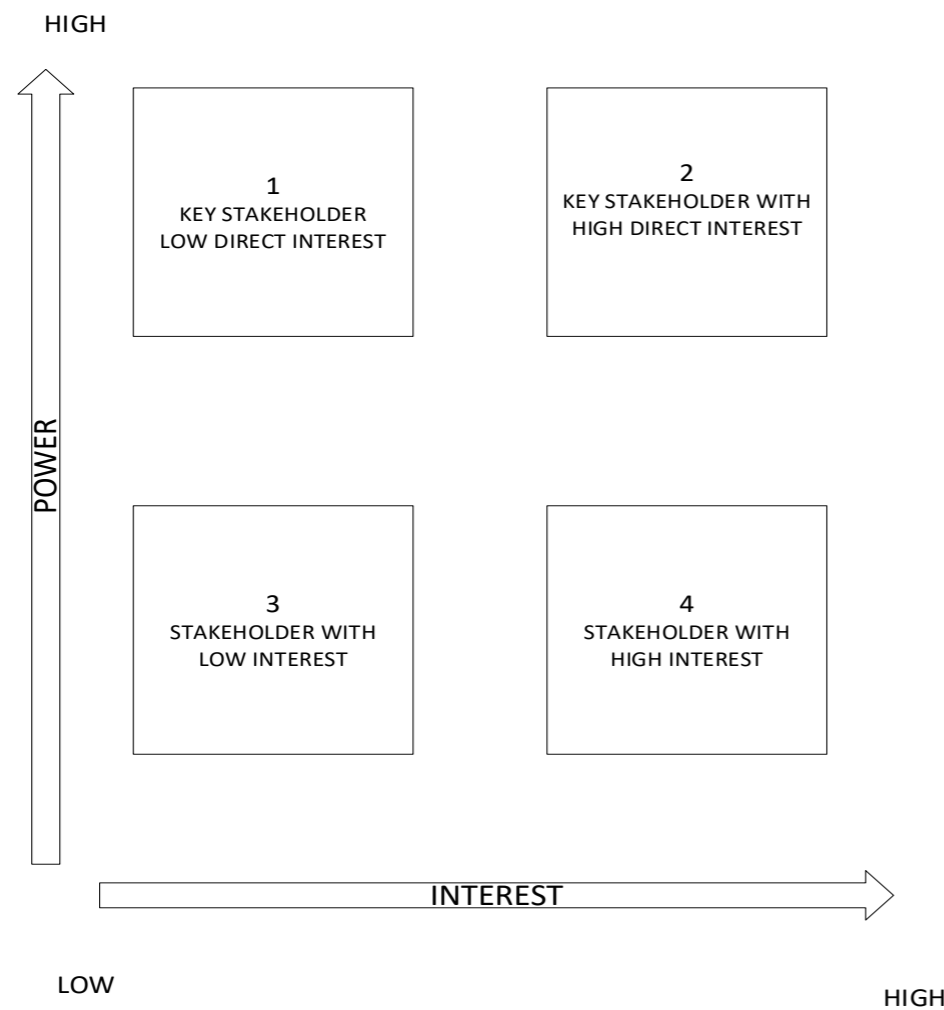 HIGH
1
KEY STAKEHOLDER
LOW DIRECT INTEREST
2
KEY STAKEHOLDER WITH
HIGH DIRECT INTEREST
POWER
3
STAKEHOLDER WITH
LOW INTEREST
4
STAKEHOLDER WITH
HIGH INTEREST
INTEREST
LOW
HIGH